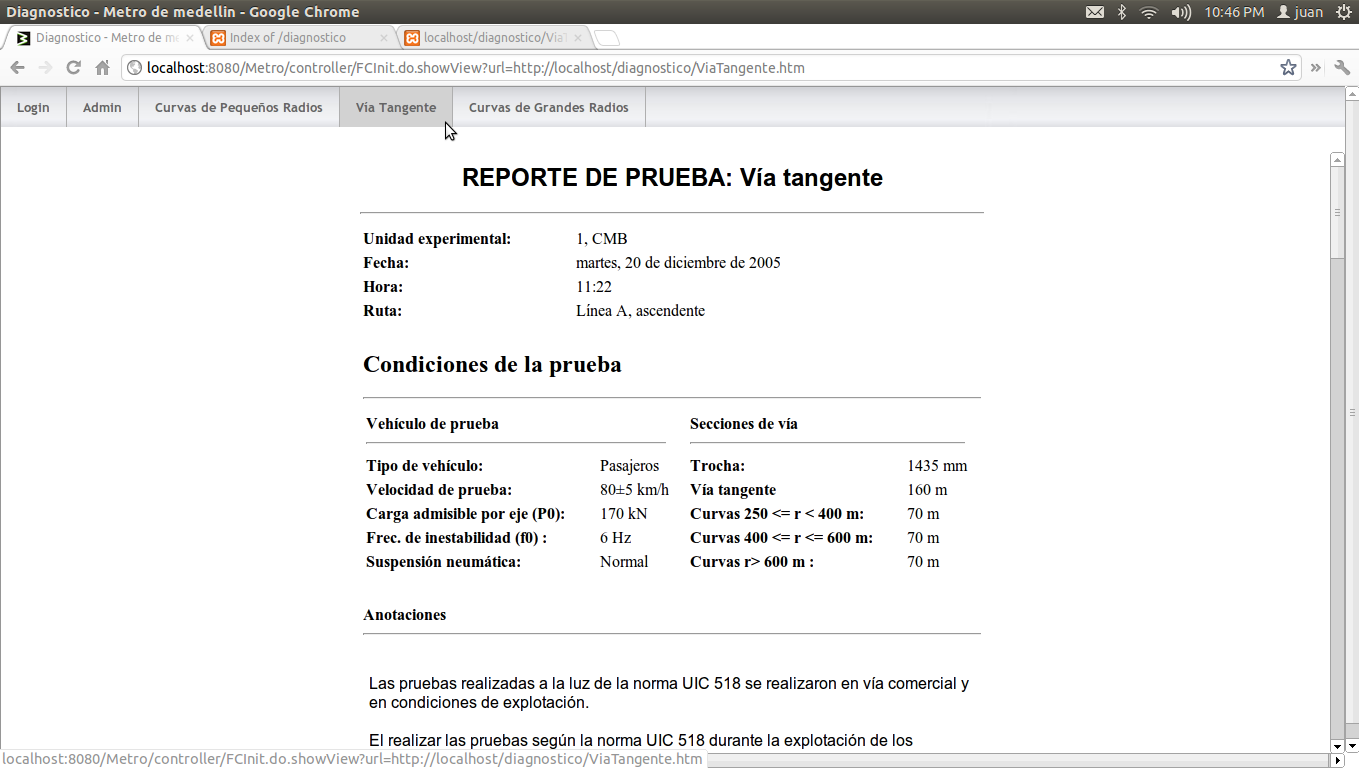 Diagnostico - Metro de medellin - Google Chrome
10:46 PM juan
Diagnostico - Metro de me
Index of /diagnostico
localhost/diagnostico/ViaT
localhost:8080/Metro/controller/FCInit.do.showView?url=http://localhost/diagnostico/ViaTangente.htm
Login Admin Curvas de Pequeños Radios Vía Tangente Curvas de Grandes Radios
REPORTE DE PRUEBA: Vía tangente
Unidad experimental: 1, CMB
Fecha: martes, 20 de diciembre de 2005
Hora: 11:22
Ruta: Línea A, ascendente
Condiciones de la prueba
Vehículo de prueba
Tipo de vehículo: Pasajeros
Velocidad de prueba: 80±5 km/h
Carga admisible por eje (P0): 170 kN
Frec. de inestabilidad (f0) : 6 Hz
Suspensión neumática: Normal
Secciones de vía
Trocha: 1435 mm
Vía tangente 160 m
Curvas 250 <= r < 400 m: 70 m
Curvas 400 <= r <= 600 m: 70 m
Curvas r> 600 m : 70 m
Anotaciones
Las pruebas realizadas a la luz de la norma UIC 518 se realizaron en vía comercial y
en condiciones de explotación.
El realizar las pruebas según la norma UIC 518 durante la explotación de los
localhost:8080/Metro/controller/FCInit.do.showView?url=http://localhost/diagnostico/ViaTangente.htm